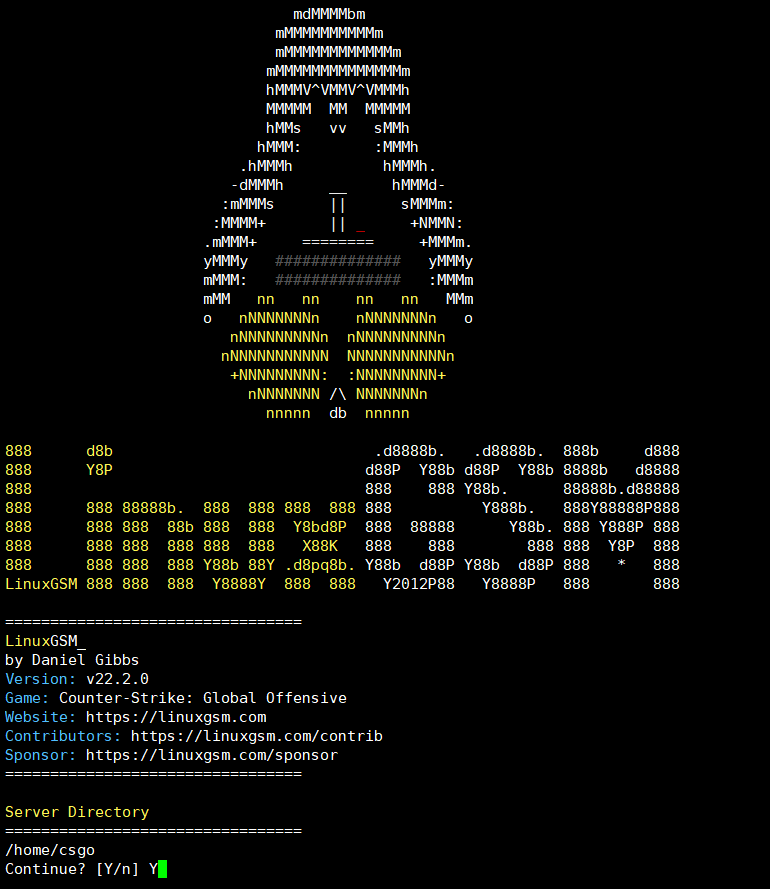 mdMMMMbm
                              mMMMMMMMMMMm
                              mMMMMMMMMMMMMm
                             mMMMMMMMMMMMMMMm
                             hMMMV^VMMV^VMMMh
                             MMMMM  MM  MMMMM
                             hMMs   vv   sMMh
                            hMMM:        :MMMh
                          .hMMMh          hMMMh.
                         -dMMMh     __     hMMMd-
                        :mMMMs      ||      sMMMm:
                       :MMMM+       || _     +NMMN:
                      .mMMM+     ========     +MMMm.
                      yMMMy   ##############   yMMMy
                      mMMM:   ##############   :MMMm
                      mMM   nn   nn    nn   nn   MMm
                      o   nNNNNNNNn    nNNNNNNNn   o
                         nNNNNNNNNNn  nNNNNNNNNNn
                        nNNNNNNNNNNN  NNNNNNNNNNNn
                         +NNNNNNNNN:  :NNNNNNNNN+
                           nNNNNNNN /\ NNNNNNNn
                             nnnnn  db  nnnnn

888      d8b                             .d8888b.   .d8888b.  888b     d888
888      Y8P                            d88P  Y88b d88P  Y88b 8888b   d8888
888                                     888    888 Y88b.      88888b.d88888
888      888 88888b.  888  888 888  888 888          Y888b.   888Y88888P888
888      888 888  88b 888  888  Y8bd8P  888  88888      Y88b. 888 Y888P 888
888      888 888  888 888  888   X88K   888    888        888 888  Y8P  888
888      888 888  888 Y88b 88Y .d8pq8b. Y88b  d88P Y88b  d88P 888   *   888
LinuxGSM 888 888  888  Y8888Y  888  888   Y2012P88   Y8888P   888       888

=================================
LinuxGSM_
by Daniel Gibbs
Version: v22.2.0
Game: Counter-Strike: Global Offensive
Website: https://linuxgsm.com
Contributors: https://linuxgsm.com/contrib
Sponsor: https://linuxgsm.com/sponsor
=================================

Server Directory
=================================
/home/csgo
Continue? [Y/n] Y